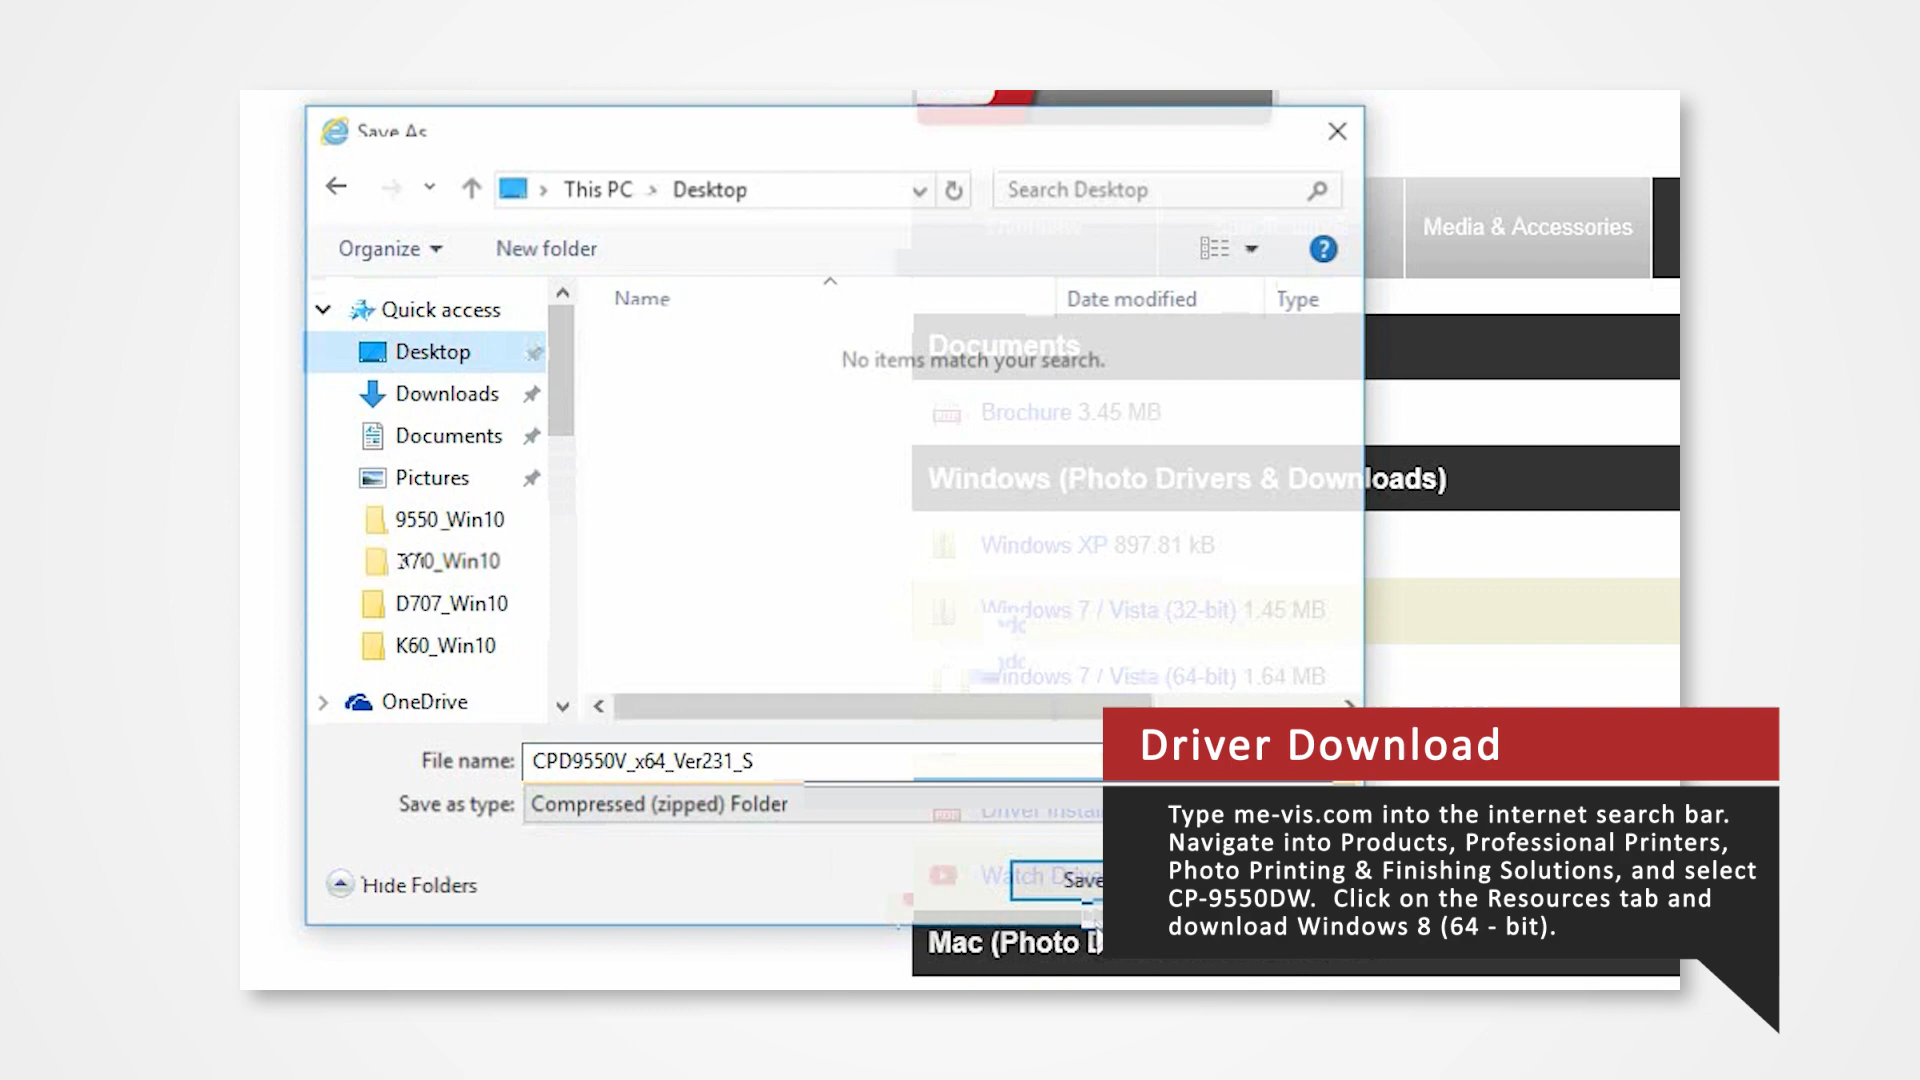 Save As
This PC > Desktop
Search Desktop
Media & Accessories
Organize
New folder
Name
Date modified
Type
Quick access
Desktop
Downloads
Documents
Pictures
9550_Win10
D707_Win10
K60_Win10
OneDrive
Documents
No items match your search.
Brochure 3.45 MB
Windows (Photo Drivers & Downloads)
Windows XP 897.81 kB
Windows 7 / Vista (32-bit) 1.45 MB
Windows 7 / Vista (64-bit) 1.64 MB
File name: CPD9550V_x64_Ver231_S
Save as type: Compressed (zipped) Folder
Driver Instal
Hide Folders
Watch Drive
Save
Mac (Photo D
Driver Download
Type me-vis.com into the internet search bar.
Navigate into Products, Professional Printers,
Photo Printing & Finishing Solutions, and select
CP-9550DW. Click on the Resources tab and
download Windows 8 (64 - bit).